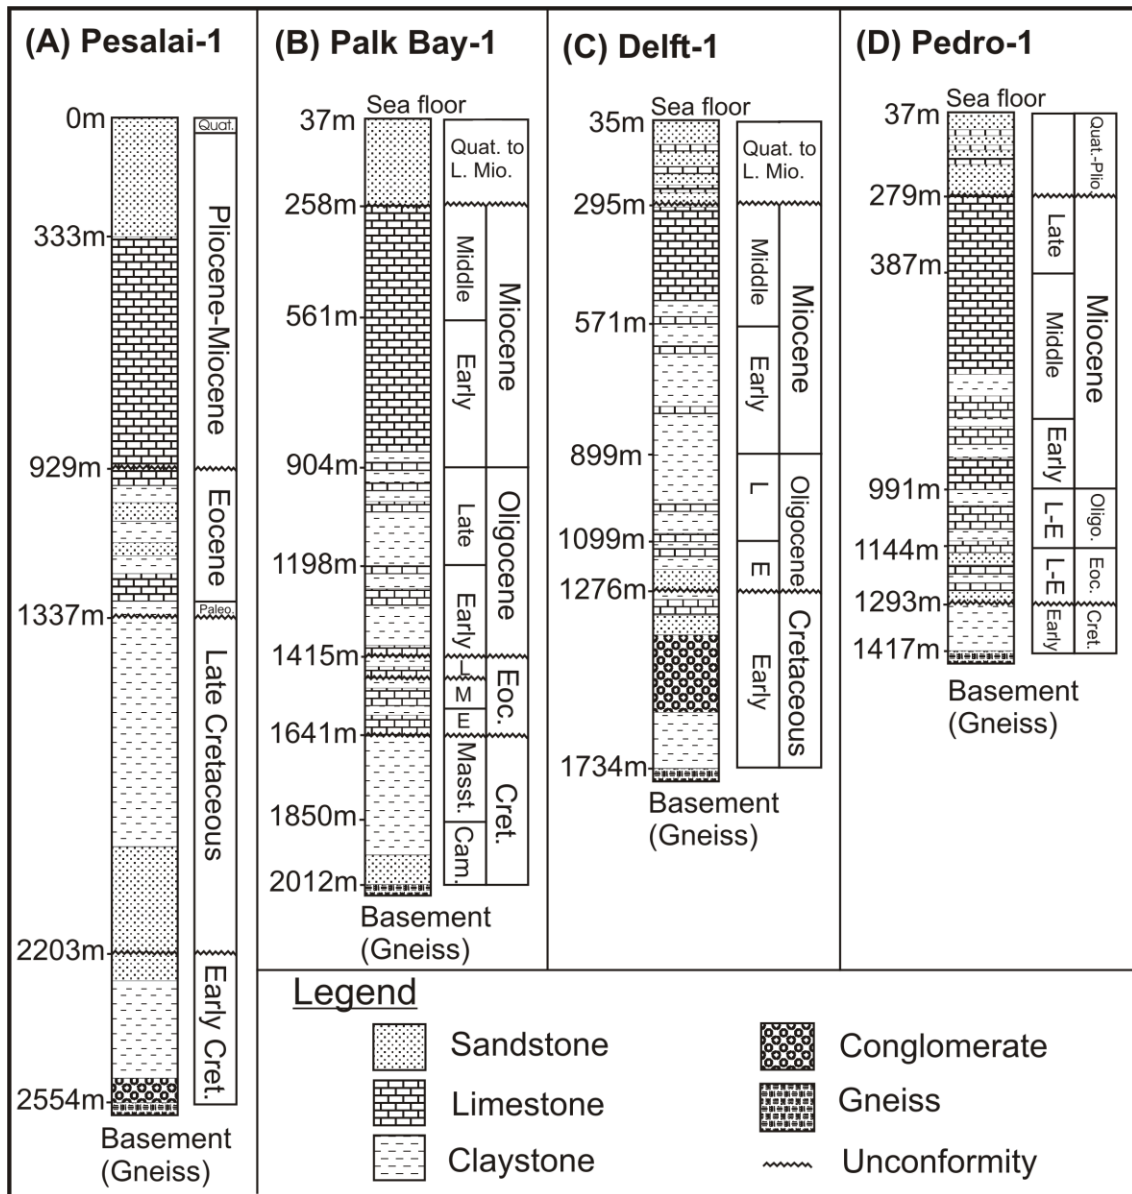 (A) Pesalai-1
0m
333m
929m
1337m
2203m
2554m
Quat.
Pliocene-Miocene
Eocene
Paleo.
Late Cretaceous
Early Cret.
Basement
(Gneiss)
(B) Palk Bay-1
Sea floor
37m
258m
561m
904m
1198m
1415m
1641m
1850m
2012m
Quat. to
L. Mio.
Middle
Early
Miocene
Late
Early
Oligocene
L
M
E
Eoc.
Masst.
Cam.
Cret.
Basement
(Gneiss)
(C) Delft-1
Sea floor
35m
295m
571m
899m
1099m
1276m
1734m
Quat. to
L. Mio.
Middle
Early
Miocene
L
E
Oligocene
Early
Cretaceous
Basement
(Gneiss)
(D) Pedro-1
Sea floor
37m
279m
387m
991m
1144m
1293m
1417m
Quat.-Plio.
Late
Middle
Early
Miocene
L-E
Oligo.
L-E
Eoc.
Early
Cret.
Basement
(Gneiss)
Legend
Sandstone
Limestone
Claystone
Conglomerate
Gneiss
Unconformity